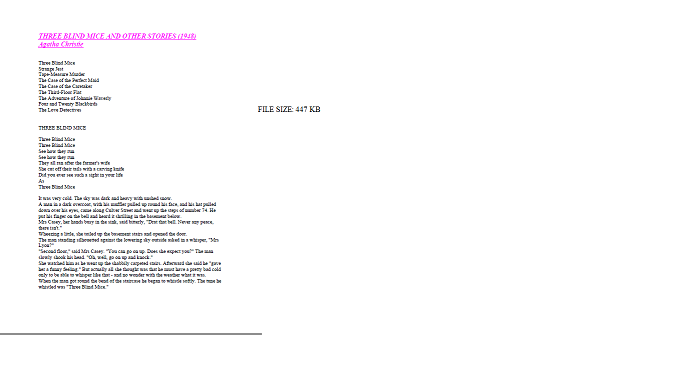 THREE BLIND MICE AND OTHER STORIES (1948)
Agatha Christie
Three Blind Mice
Strange Jest
Tape-Measure Murder
The Case of the Perfect Maid
The Case of the Caretaker
The Third-Floor Flat
The Adventure of Johnnie Waverly
Four and Twenty Blackbirds
The Love Detectives
FILE SIZE: 447 KB
THREE BLIND MICE
Three Blind Mice
Three Blind Mice
See how they run
See how they run
They all ran after the farmer's wife
She cut off their tails with a carving knife
Did you ever see such a sight in your life
As
Three Blind Mice
It was very cold. The sky was dark and heavy with unshed snow.
A man in a dark overcoat, with his muffler pulled up round his face, and his hat pulled
down over his eyes, came along Culver Street and went up the steps of number 74. He
put his finger on the bell and heard it shrilling in the basement below.
Mrs Casey, her hands busy in the sink, said bitterly, "Drat that bell. Never any peace,
there isn't."
Wheezing a little, she toiled up the basement stairs and opened the door.
The man standing silhouetted against the lowering sky outside asked in a whisper, "Mrs
Lyon?"
"Second floor," said Mrs Casey. "You can go on up. Does she expect you?" The man
slowly shook his head. "Oh, well, go on up and knock."
She watched him as he went up the shabbily carpeted stairs. Afterward she said he "gave
her a funny feeling." But actually all she thought was that he must have a pretty bad cold
only to be able to whisper like that - and no wonder with the weather what it was.
When the man got round the bend of the staircase he began to whistle softly. The tune he
whistled was "Three Blind Mice."